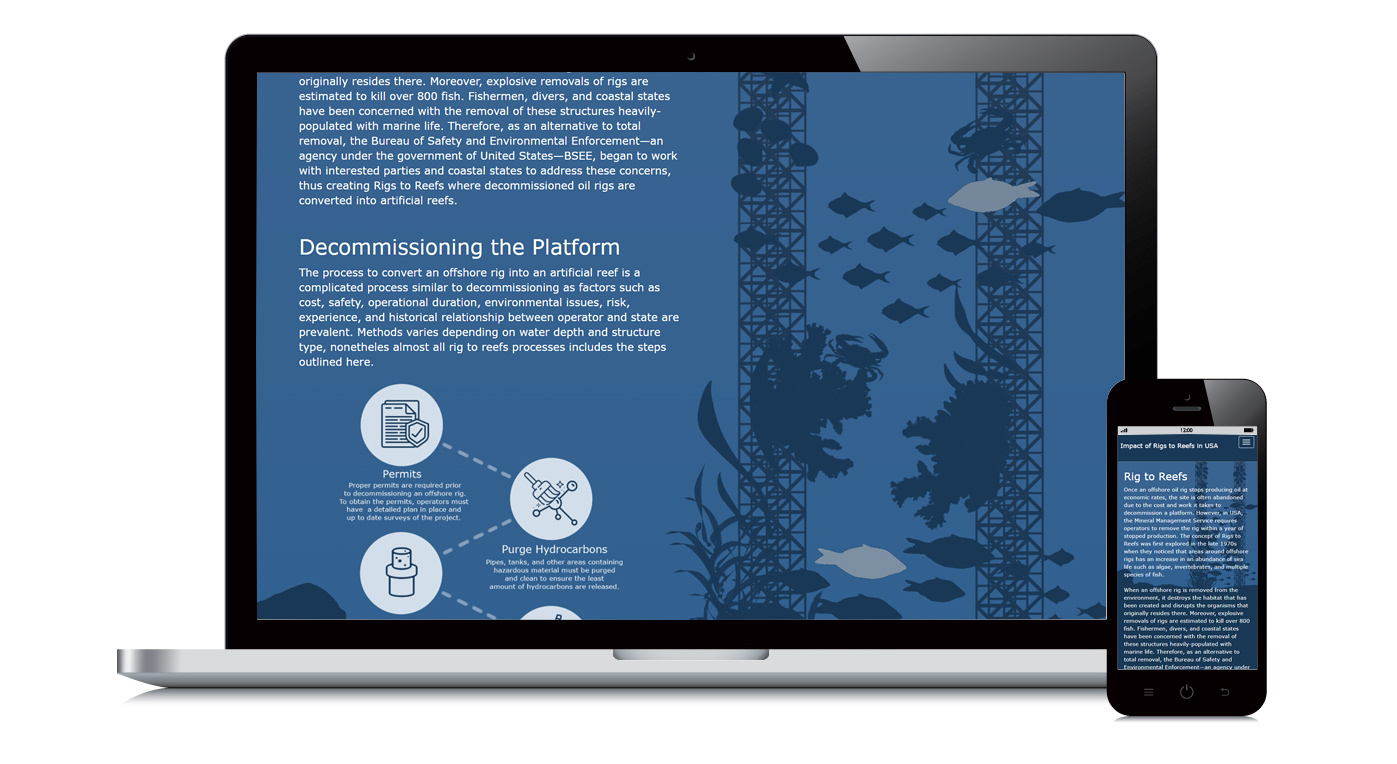 originally resides there. Moreover, explosive removals of rigs are
estimated to kill over 800 fish. Fishermen, divers, and coastal states
have been concerned with the removal of these structures heavily-
populated with marine life. Therefore, as an alternative to total
removal, the Bureau of Safety and Environmental Enforcement—an
agency under the government of United States—BSEE, began to work
with interested parties and coastal states to address these concerns,
thus creating Rigs to Reefs where decommissioned oil rigs are
converted into artificial reefs.
Decommissioning the Platform
The process to convert an offshore rig into an artificial reef is a
complicated process similar to decommissioning as factors such as
cost, safety, operational duration, environmental issues, risk,
experience, and historical relationship between operator and state are
prevalent. Methods varies depending on water depth and structure
type, nonetheles almost all rig to reefs processes includes the steps
outlined here.
Permits
Proper permits are required prior
to decommissioning an offshore rig.
To obtain the permits, operators must
have a detailed plan in place and
up to date surveys of the project.
Purge Hydrocarbons
Pipes, tanks, and other areas containing
hazardous material must be purged
and clean to ensure the least
amount of hydrocarbons are released.
12:00
Impact of Rigs to Reefs in USA
Rig to Reefs
Once an offshore oil rig stops producing oil at
economic rates, the site is often abandoned
due to the cost and work it takes to
decommission a platform. However, in USA,
the Mineral Management Service requires
operators to remove the rig within a year of
stopped production. The concept of Rigs to
Reefs was first explored in the late 1970s
when they noticed that areas around offshore
rigs has an increase in an abundance of sea
life such as algae, invertebrates, and multiple
species of fish.
When an offshore rig is removed from the
environment, it destroys the habitat that has
been created and disrupts the organisms that
originally resides there. Moreover, explosive
removals of rigs are estimated to kill over 800
fish. Fishermen, divers, and coastal states
have been concerned with the removal of
these structures heavily-populated with
marine life. Therefore, as an alternative to
total removal, the Bureau of Safety and
Environmental Enforcement—an agency under